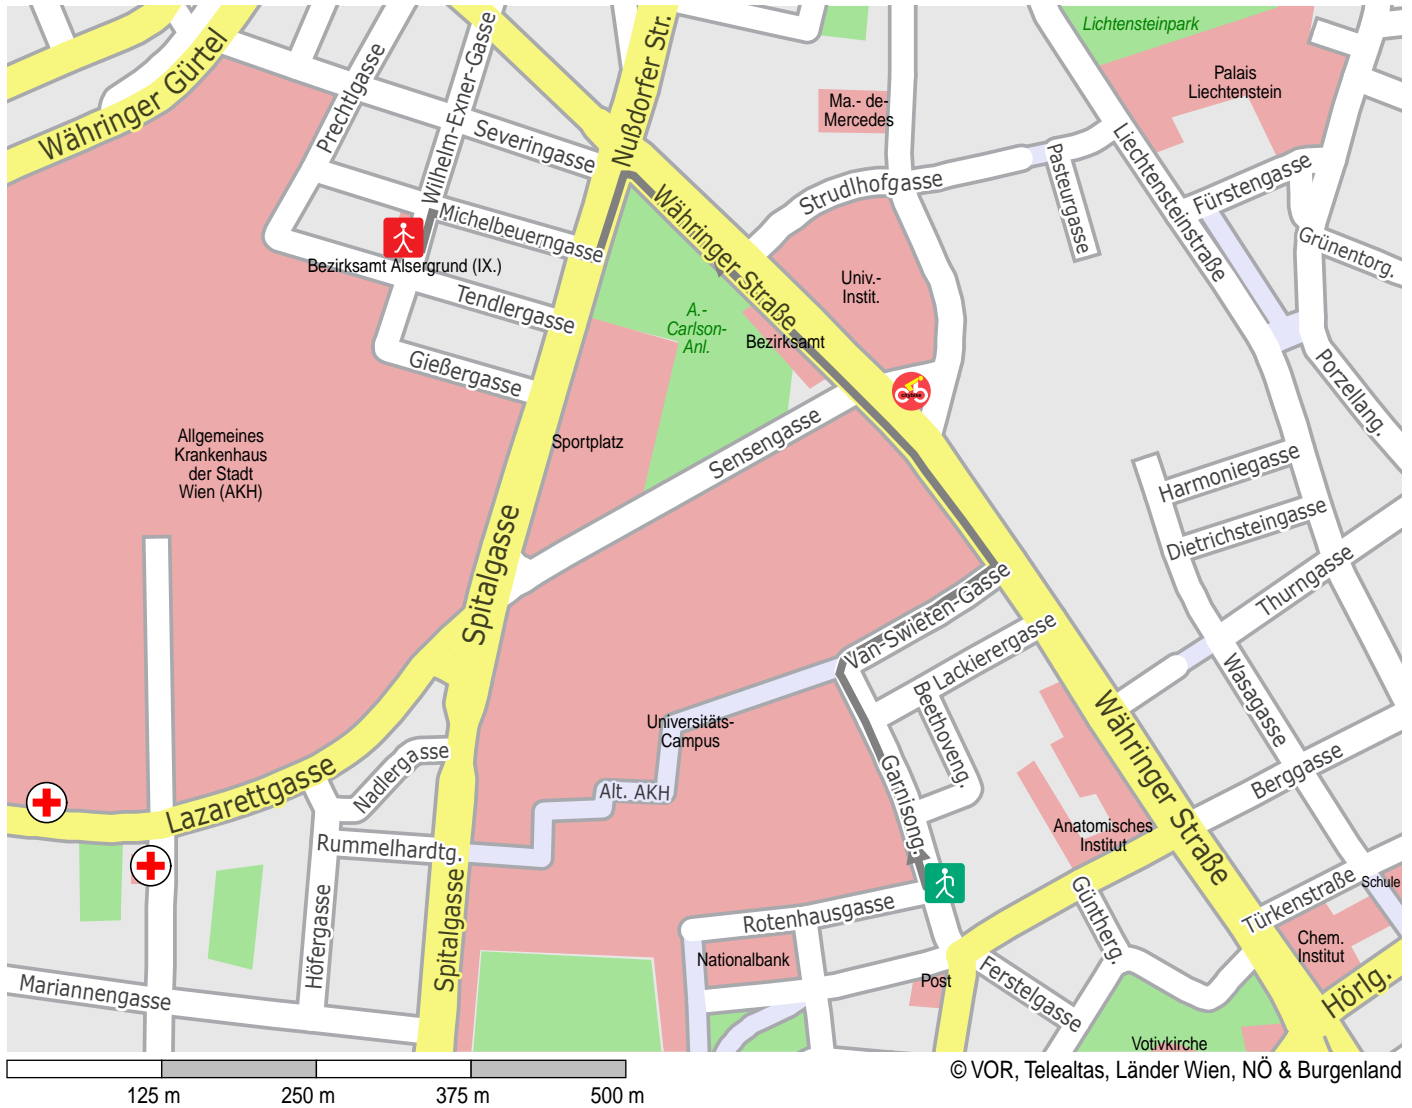 Lichtensteinpark
Währinger Gürtel
Prechtlgasse
Wilhelm-Exner-Gasse
Nußdorfer Str.
Palais
Liechtenstein
Ma.- de-
Mercedes
Severingasse
Liechtensteinstraße
Pasteurgasse
Strudlhofgasse
Fürstengasse
Währinger Straße
Michelbeuerngasse
Grünentorg.
Bezirksamt Alsergrund (IX.)
Univ.-
Instit.
Tendlergasse
A.-
Carlson-
Anl.
Bezirksamt
Gießergasse
citybike
Porzellang.
Allgemeines
Krankenhaus
der Stadt
Wien (AKH)
Sportplatz
Sensengasse
Harmoniegasse
Dietrichsteingasse
Spitalgasse
Thurngasse
Van-Swieten-Gasse
Lackierergasse
Beethoveng.
Wasagasse
Universitäts-
Campus
Währinger Straße
Nadlergasse
Garnisong.
Berggasse
Alt. AKH
Lazarettgasse
Rummelhardtg.
Anatomisches
Institut
Höfergasse
Spitalgasse
Rotenhausgasse
Güntherg.
Türkenstraße
Schule
Chem.
Institut
Nationalbank
Post
Ferstelgasse
Hörlg.
Mariannengasse
Votivkirche
© VOR, Telealtas, Länder Wien, NÖ & Burgenland
125 m
250 m
375 m
500 m